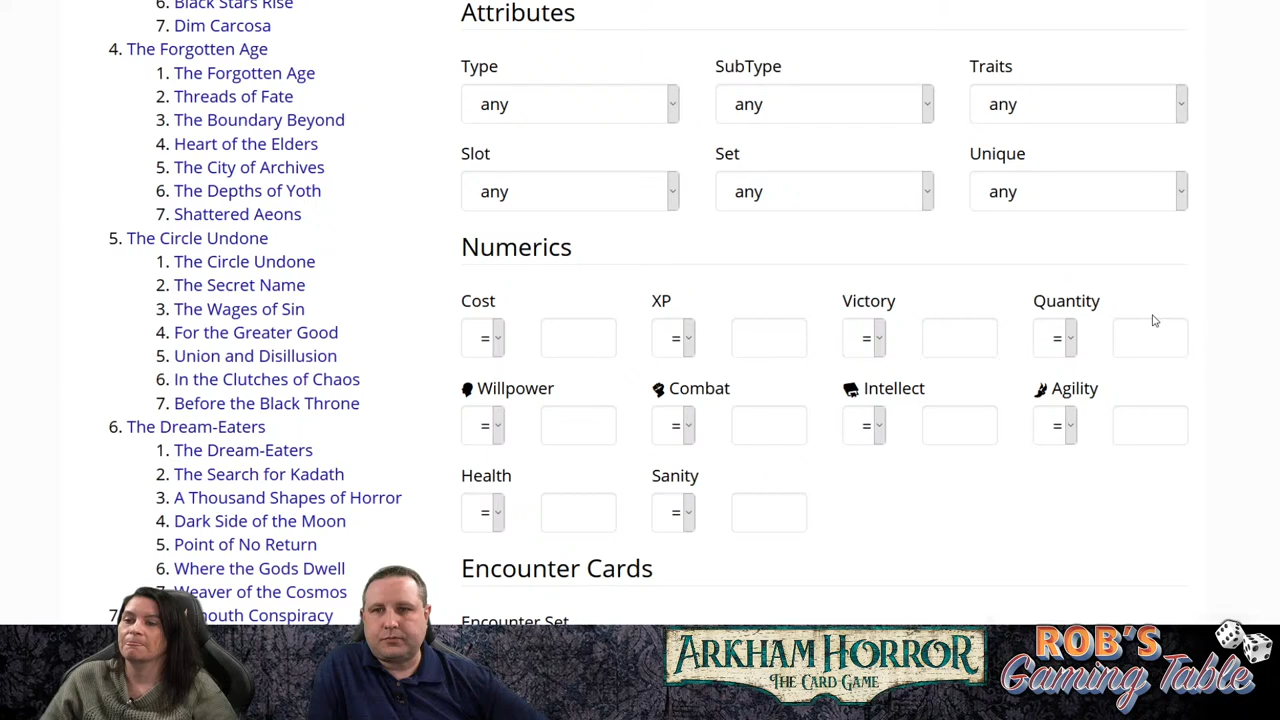 6. Black Stars Rise
7. Dim Carcosa
4. The Forgotten Age
1. The Forgotten Age
2. Threads of Fate
3. The Boundary Beyond
4. Heart of the Elders
5. The City of Archives
6. The Depths of Yoth
7. Shattered Aeons
5. The Circle Undone
1. The Circle Undone
2. The Secret Name
3. The Wages of Sin
4. For the Greater Good
5. Union and Disillusion
6. In the Clutches of Chaos
7. Before the Black Throne
6. The Dream-Eaters
1. The Dream-Eaters
2. The Search for Kadath
3. A Thousand Shapes of Horror
4. Dark Side of the Moon
5. Point of No Return
6. Where the Gods Dwell
Weaver of the Cosmos
7 Conspiracy
Attributes
Type SubType Traits
any any any
Slot Set Unique
any any any
Numerics
Cost XP Victory Quantity
= = = =
Willpower Combat Intellect Agility
= = = =
Health Sanity
= =
Encounter Cards
Encounter Set
ARKHAM HORROR
THE CARD GAME
ROB'S
Gaming Table